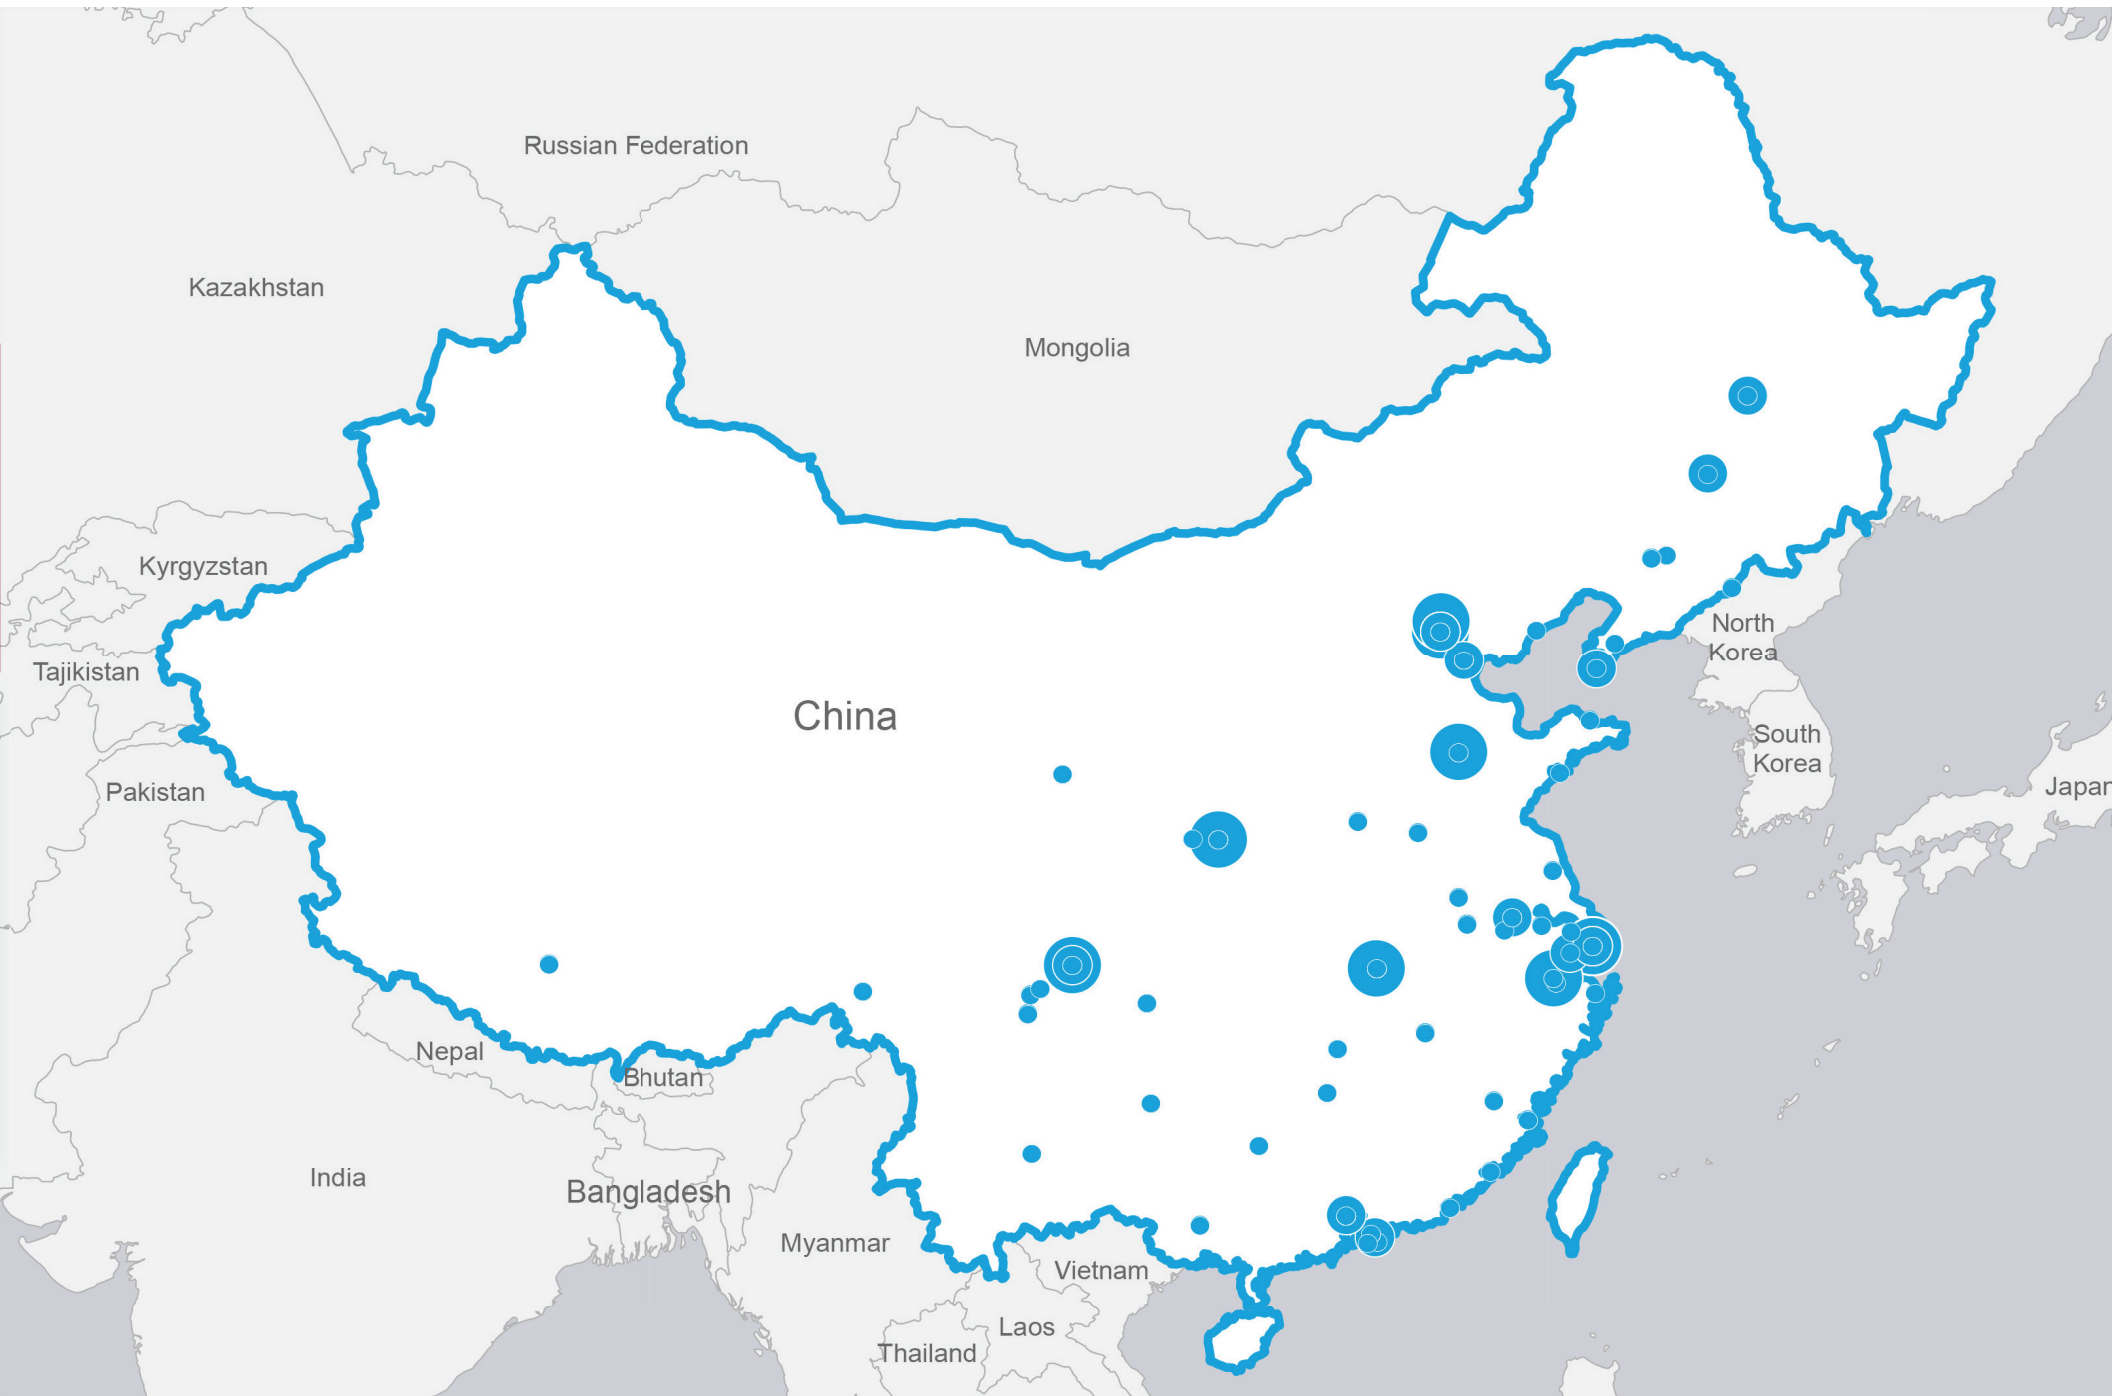 Russian Federation
Kazakhstan
Mongolia
Kyrgyzstan
North
Korea
Tajikistan
China
South
Korea
Pakistan
Japan
Nepal
Bhutan
India
Bangladesh
Myanmar
Vietnam
Laos
Thailand